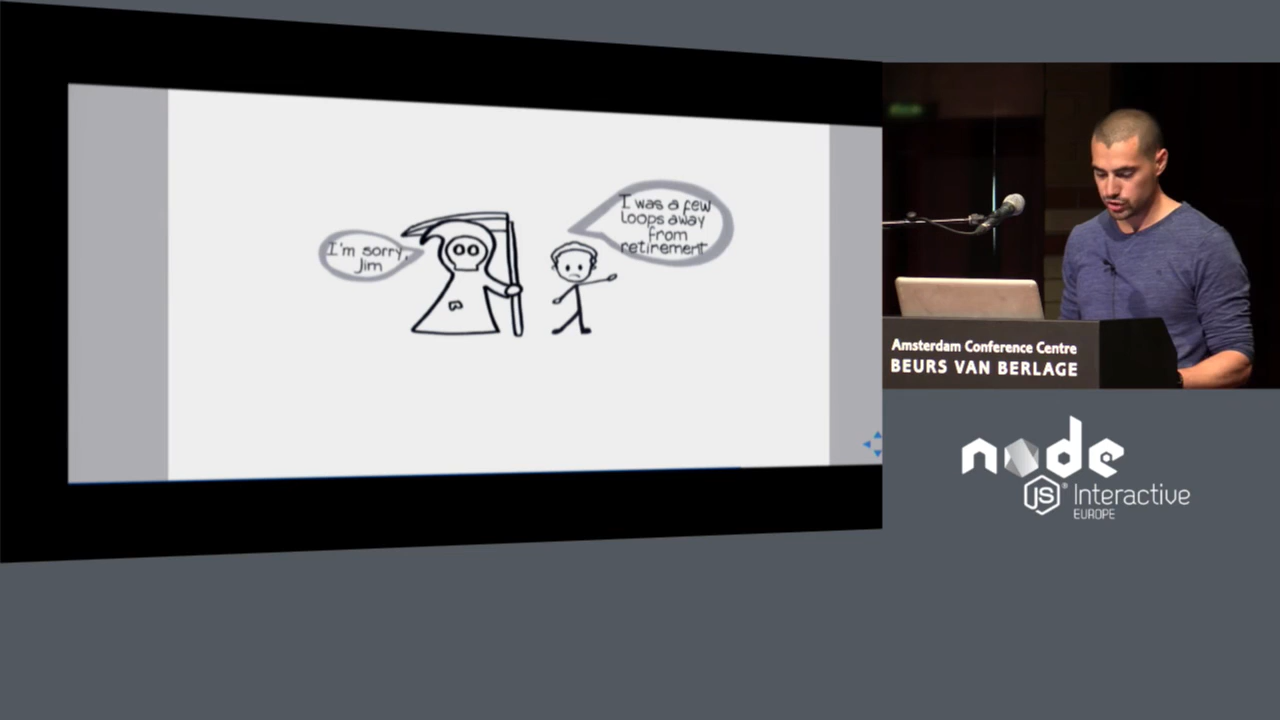 I'm sorry,
Jim
I was a few
loops away
from
retirement
Amsterdam Conference Centre
BEURS VAN BERLAGE
node
JS® Interactive
EUROPE